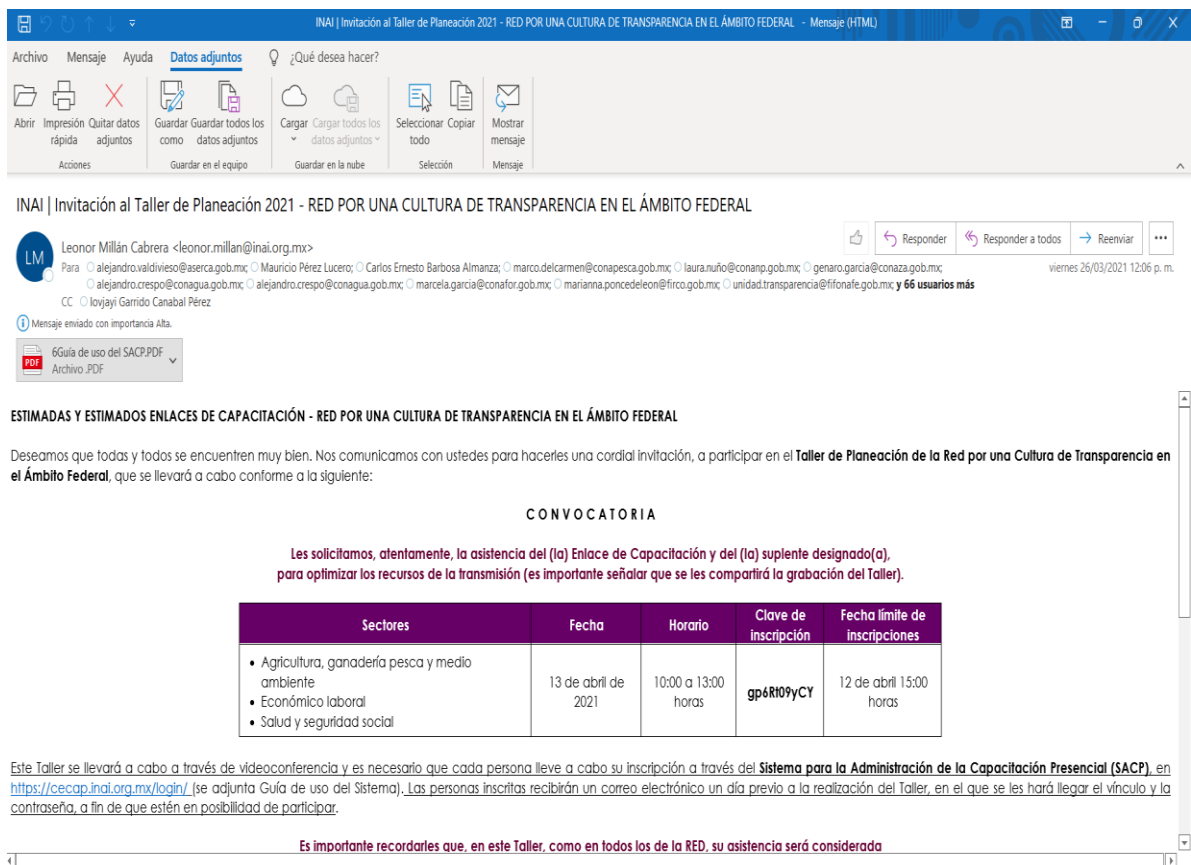 INAI | Invitación al Taller de Planeación 2021 - RED POR UNA CULTURA DE TRANSPARENCIA EN EL ÁMBITO FEDERAL - Mensaje (HTML)
Archivo Mensaje Ayuda Datos adjuntos ¿Qué desea hacer?
Abrir Impresión rápida Quitar datos adjuntos Guardar como Guardar todos los datos adjuntos Cargar Cargar todos los datos adjuntos Seleccionar todo Copiar Mostrar mensaje
Acciones Guardar en el equipo Guardar en la nube Selección Mensaje
INAI | Invitación al Taller de Planeación 2021 - RED POR UNA CULTURA DE TRANSPARENCIA EN EL ÁMBITO FEDERAL
LM
Leonor Millán Cabrera <leonor.millan@inai.org.mx>
Responder Responder a todos Reenviar
Para alejandro.valdivieso@aserca.gob.mx; Mauricio Pérez Lucero; Carlos Ernesto Barbosa Almanza; marco.delcarmen@conapesca.gob.mx; laura.nuño@conanp.gob.mx; genaro.garcia@conaza.gob.mx;
viernes 26/03/2021 12:06 p. m.
alejandro.crespo@conagua.gob.mx; alejandro.crespo@conagua.gob.mx; marcela.garcia@conafor.gob.mx; marianna.poncedeleon@firco.gob.mx; unidad.transparencia@fifonafe.gob.mx; y 66 usuarios más
CC Iovjayi Garrido Canabal Pérez
Mensaje enviado con importancia Alta.
6Guía de uso del SACP.PDF
PDF
Archivo .PDF
ESTIMADAS Y ESTIMADOS ENLACES DE CAPACITACIÓN - RED POR UNA CULTURA DE TRANSPARENCIA EN EL ÁMBITO FEDERAL
Deseamos que todas y todos se encuentren muy bien. Nos comunicamos con ustedes para hacerles una cordial invitación, a participar en el Taller de Planeación de la Red por una Cultura de Transparencia en
el Ámbito Federal, que se llevará a cabo conforme a la siguiente:
C O N V O C A T O R I A
Les solicitamos, atentamente, la asistencia del (la) Enlace de Capacitación y del (la) suplente designado(a),
para optimizar los recursos de la transmisión (es importante señalar que se les compartirá la grabación del Taller).
Sectores Fecha Horario Clave de inscripción Fecha límite de inscripciones
• Agricultura, ganadería pesca y medio
ambiente
• Económico laboral
• Salud y seguridad social
13 de abril de
2021
10:00 a 13:00
horas
gp6Rf09yCY
12 de abril 15:00
horas
Este Taller se llevará a cabo a través de videoconferencia y es necesario que cada persona lleve a cabo su inscripción a través del Sistema para la Administración de la Capacitación Presencial (SACP), en
https://cecap.inai.org.mx/login/ (se adjunta Guía de uso del Sistema). Las personas inscritas recibirán un correo electrónico un día previo a la realización del Taller, en el que se les hará llegar el vínculo y la
contraseña, a fin de que estén en posibilidad de participar.
Es importante recordarles que, en este Taller, como en todos los de la RED, su asistencia será considerada